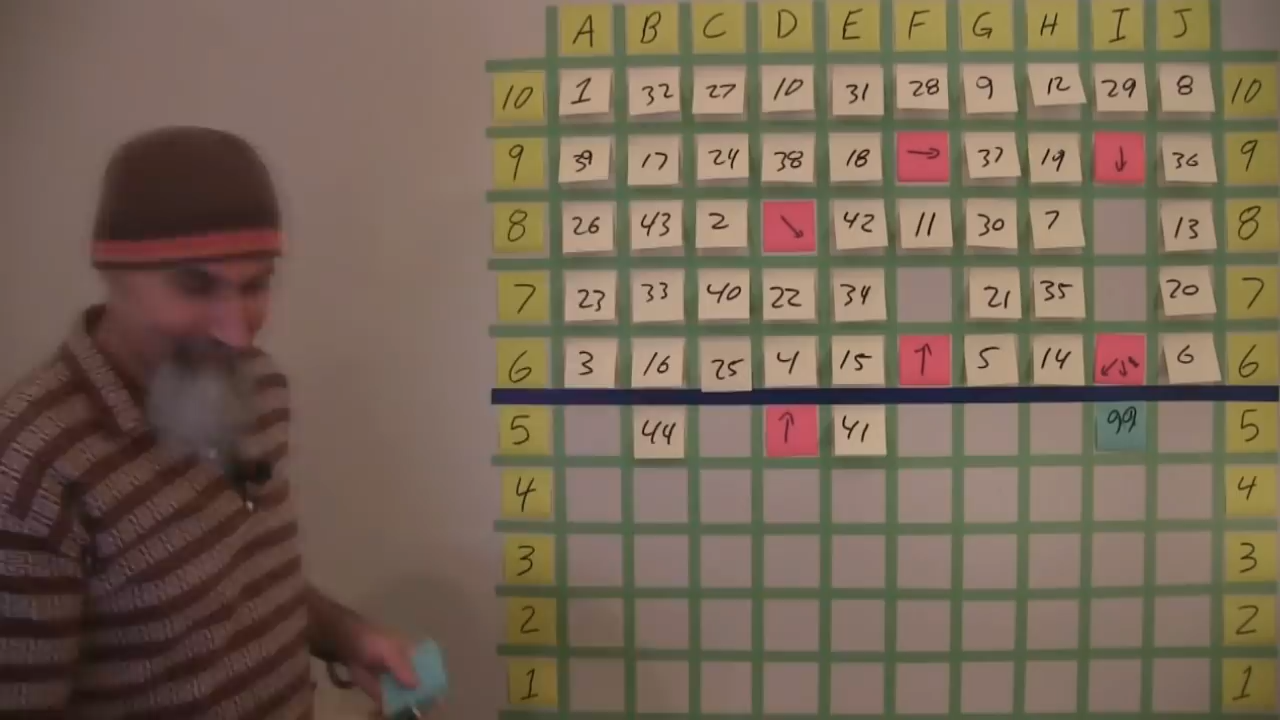 A B C D E F G H I J
10 1 32 27 10 31 28 9 12 29 8 10
9 39 17 24 38 18 → 37 19 ↓ 36 9
8 26 43 2 ↘ 42 11 30 7 13 8
7 23 33 40 22 34 21 35 20 7
6 3 16 25 4 15 ↑ 5 14 6 6
5 44 ↑ 41 99 5
4 4
3 3
2 2
1 1